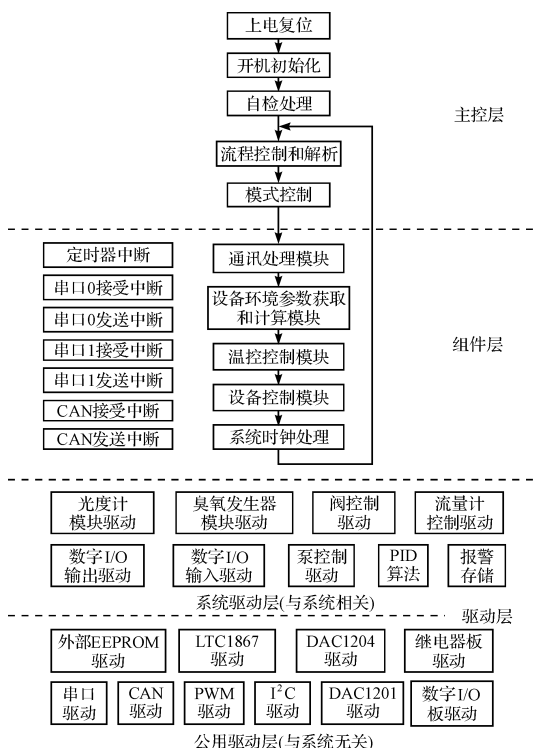 上电复位
开机初始化
自检处理
主控层
流程控制和解析
模式控制
定时器中断
串口0接受中断
串口0发送中断
串口1接受中断
串口1发送中断
CAN接受中断
CAN发送中断
通讯处理模块
设备环境参数获取
和计算模块
温控控制模块
设备控制模块
系统时钟处理
组件层
光度计
模块驱动
臭氧发生器
模块驱动
阀控制
驱动
流量计
控制驱动
数字I/O
输出驱动
数字I/O
输入驱动
泵控制
驱动
PID
算法
报警
存储
系统驱动层(与系统相关)
驱动层
外部EEPROM
驱动
LTC1867
驱动
DAC1204
驱动
继电器板
驱动
串口
驱动
CAN
驱动
PWM
驱动
I²C
驱动
DAC1201
驱动
数字I/O
板驱动
公用驱动层(与系统无关)